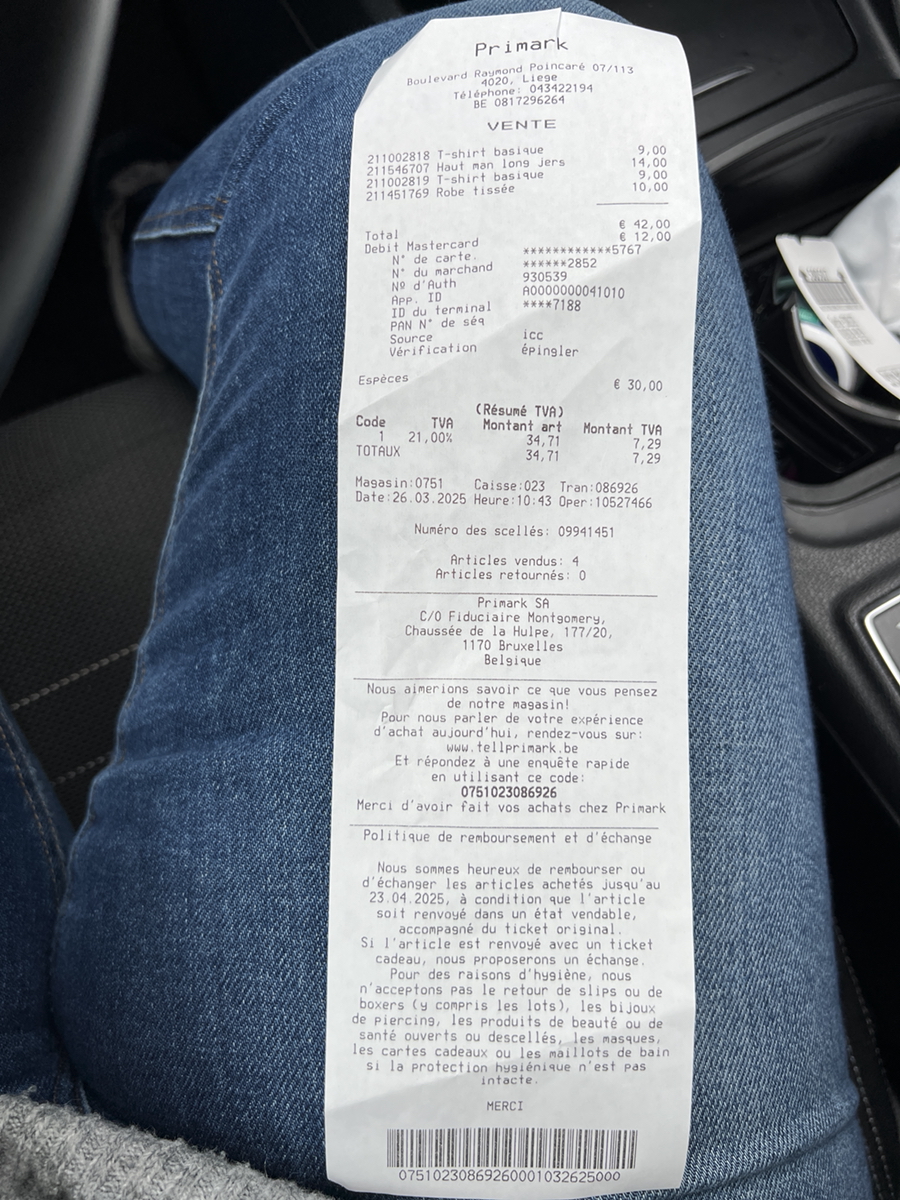 Primark
Boulevard Raymond Poincaré 07/113
4020, Liege
Téléphone: 043422194
BE 0817296264
VENTE
211002818 T-shirt basique 9,00
211546707 Haut man long jers 14,00
211002819 T-shirt basique 9,00
211451769 Robe tissée 10,00
Total € 42,00
Debit Mastercard € 12,00
N° de carte. ************5767
N° du marchand ******2852
Nº d'Auth 930539
App. ID A0000000041010
ID du terminal ****7188
PAN N° de séq
Source icc
Vérification épingler
Espèces € 30,00
(Résumé TVA)
Code TVA Montant art Montant TVA
1 21,00% 34,71 7,29
TOTAUX 34,71 7,29
Magasin:0751 Caisse:023 Tran:086926
Date:26.03.2025 Heure:10:43 Oper:10527466
Numéro des scellés: 09941451
Articles vendus: 4
Articles retournés: 0
Primark SA
C/O Fiduciaire Montgomery,
Chaussée de la Hulpe, 177/20,
1170 Bruxelles
Belgique
Nous aimerions savoir ce que vous pensez
de notre magasin!
Pour nous parler de votre expérience
d'achat aujourd'hui, rendez-vous sur:
www.tellprimark.be
Et répondez à une enquête rapide
en utilisant ce code:
0751023086926
Merci d'avoir fait vos achats chez Primark
Politique de remboursement et d'échange
Nous sommes heureux de rembourser ou
d'échanger les articles achetés jusqu'au
23.04.2025, à condition que l'article
soit renvoyé dans un état vendable,
accompagné du ticket original.
Si l'article est renvoyé avec un ticket
cadeau, nous proposerons un échange.
Pour des raisons d'hygiène, nous
n'acceptons pas le retour de slips ou de
boxers (y compris les lots), les bijoux
de piercing, les produits de beauté ou de
santé ouverts ou descellés, les masques,
les cartes cadeaux ou les maillots de bain
si la protection hygiénique n'est pas
intacte.
MERCI
07510230869260001032625000